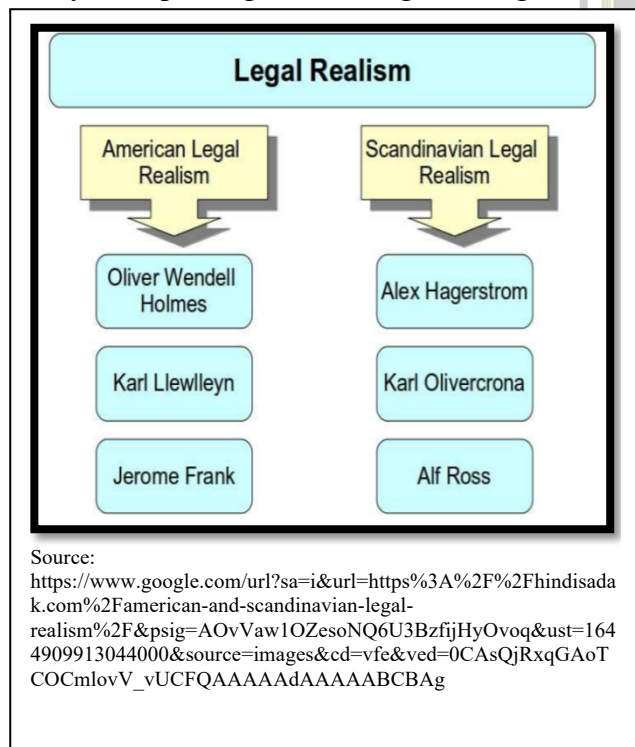 Legal Realism
American Legal
Realism
Scandinavian Legal
Realism
Oliver Wendell
Holmes
Alex Hagerstrom
Karl Llewlleyn
Karl Olivercrona
Jerome Frank
Alf Ross
Source:
https://www.google.com/url?sa=i&url=https%3A%2F%2Fhindisada
k.com%2Famerican-and-scandinavian-legal-
realism%2F&psig=AOvVaw1OZesoNQ6U3BzfijHyOvoq&ust=164
4909913044000&source=images&cd=vfe&ved=0CAsQjRxqGAoT
COCmlovV_vUCFQAAAAAdAAAAABCBAg